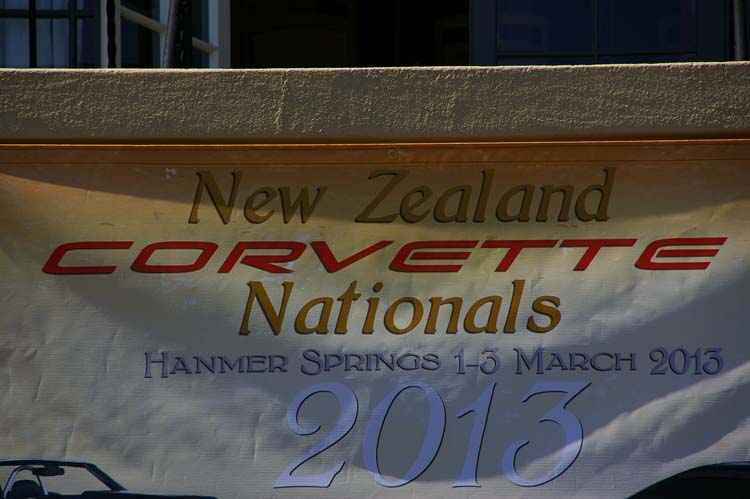 New Zealand
CORVETTE
Nationals
Hanmer Springs 1-3 March 2013
2013